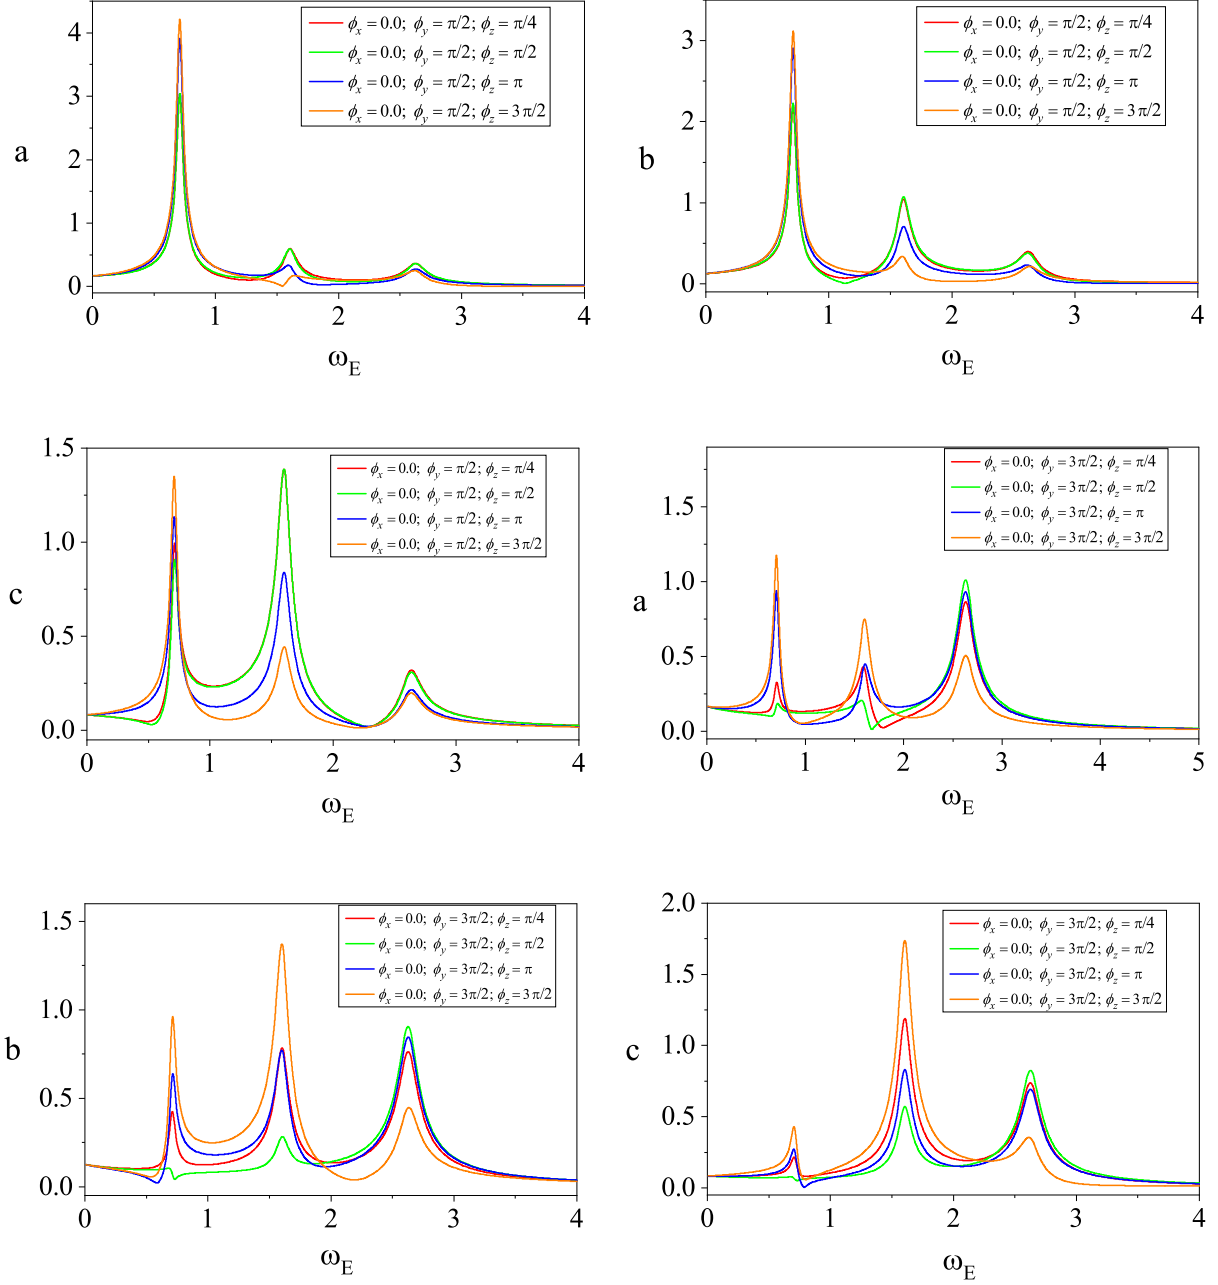 a
4
3
2
1
0
0 1 2 3 4
ω_E
ϕ_x = 0.0; ϕ_y = π/2; ϕ_z = π/4
ϕ_x = 0.0; ϕ_y = π/2; ϕ_z = π/2
ϕ_x = 0.0; ϕ_y = π/2; ϕ_z = π
ϕ_x = 0.0; ϕ_y = π/2; ϕ_z = 3π/2
b
3
2
1
0
0 1 2 3 4
ω_E
ϕ_x = 0.0; ϕ_y = π/2; ϕ_z = π/4
ϕ_x = 0.0; ϕ_y = π/2; ϕ_z = π/2
ϕ_x = 0.0; ϕ_y = π/2; ϕ_z = π
ϕ_x = 0.0; ϕ_y = π/2; ϕ_z = 3π/2
c
1.5
1.0
0.5
0.0
0 1 2 3 4
ω_E
ϕ_x = 0.0; ϕ_y = π/2; ϕ_z = π/4
ϕ_x = 0.0; ϕ_y = π/2; ϕ_z = π/2
ϕ_x = 0.0; ϕ_y = π/2; ϕ_z = π
ϕ_x = 0.0; ϕ_y = π/2; ϕ_z = 3π/2
a
1.5
1.0
0.5
0.0
0 1 2 3 4 5
ω_E
ϕ_x = 0.0; ϕ_y = 3π/2; ϕ_z = π/4
ϕ_x = 0.0; ϕ_y = 3π/2; ϕ_z = π/2
ϕ_x = 0.0; ϕ_y = 3π/2; ϕ_z = π
ϕ_x = 0.0; ϕ_y = 3π/2; ϕ_z = 3π/2
b
1.5
1.0
0.5
0.0
0 1 2 3 4
ω_E
ϕ_x = 0.0; ϕ_y = 3π/2; ϕ_z = π/4
ϕ_x = 0.0; ϕ_y = 3π/2; ϕ_z = π/2
ϕ_x = 0.0; ϕ_y = 3π/2; ϕ_z = π
ϕ_x = 0.0; ϕ_y = 3π/2; ϕ_z = 3π/2
c
2.0
1.5
1.0
0.5
0.0
0 1 2 3 4
ω_E
ϕ_x = 0.0; ϕ_y = 3π/2; ϕ_z = π/4
ϕ_x = 0.0; ϕ_y = 3π/2; ϕ_z = π/2
ϕ_x = 0.0; ϕ_y = 3π/2; ϕ_z = π
ϕ_x = 0.0; ϕ_y = 3π/2; ϕ_z = 3π/2